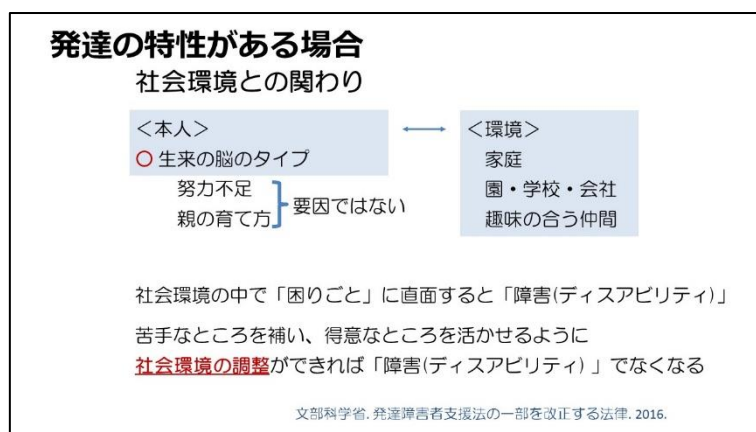 発達の特性がある場合
社会環境との関わり
＜本人＞
○ 生来の脳のタイプ
努力不足
親の育て方
要因ではない
＜環境＞
家庭
園・学校・会社
趣味の合う仲間
社会環境の中で「困りごと」に直面すると「障害(ディスアビリティ)」
苦手なところを補い、得意なところを活かせるように
社会環境の調整ができれば「障害(ディスアビリティ) 」でなくなる
文部科学省. 発達障害者支援法の一部を改正する法律. 2016.